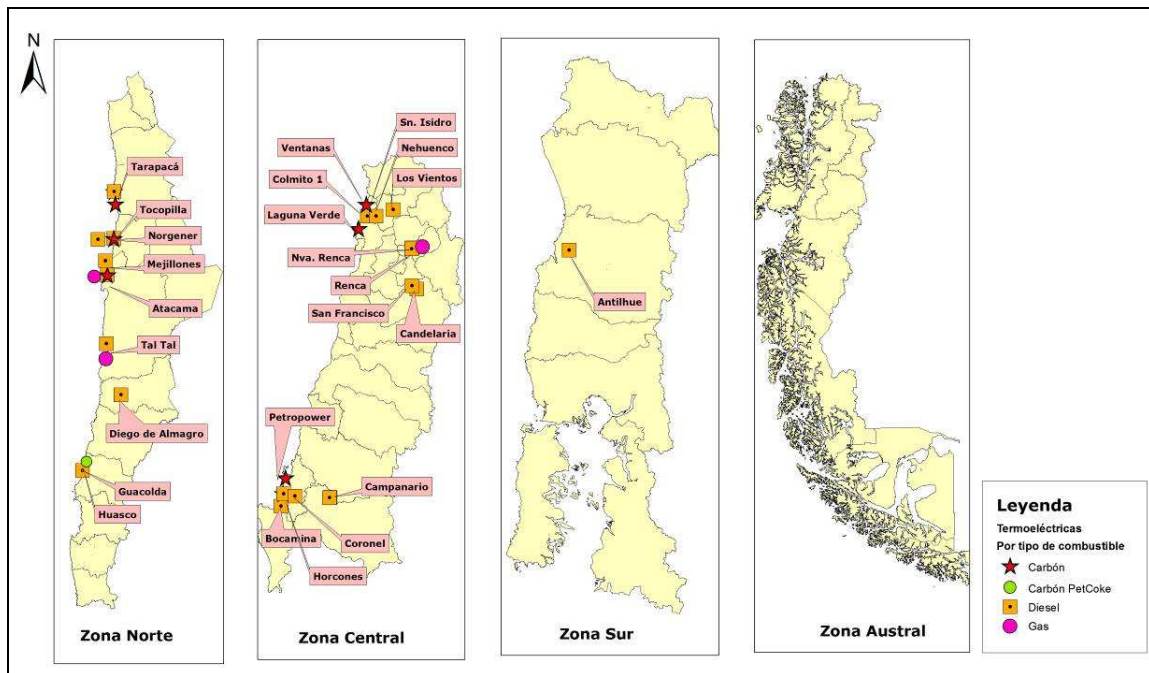 N
Tarapacá
Tocopilla
Norgener
Mejillones
Atacama
Tal Tal
Diego de Almagro
Guacolda
Huasco
Zona Norte
Sn. Isidro
Ventanas
Nehuenco
Colmito 1
Los Vientos
Laguna Verde
Nva. Renca
Renca
San Francisco
Candelaria
Petropower
Campanario
Bocamina
Coronel
Horcones
Zona Central
Antilhue
Zona Sur
Zona Austral
Leyenda
Termoeléctricas
Por tipo de combustible
Carbón
Carbón PetCoke
Diesel
Gas